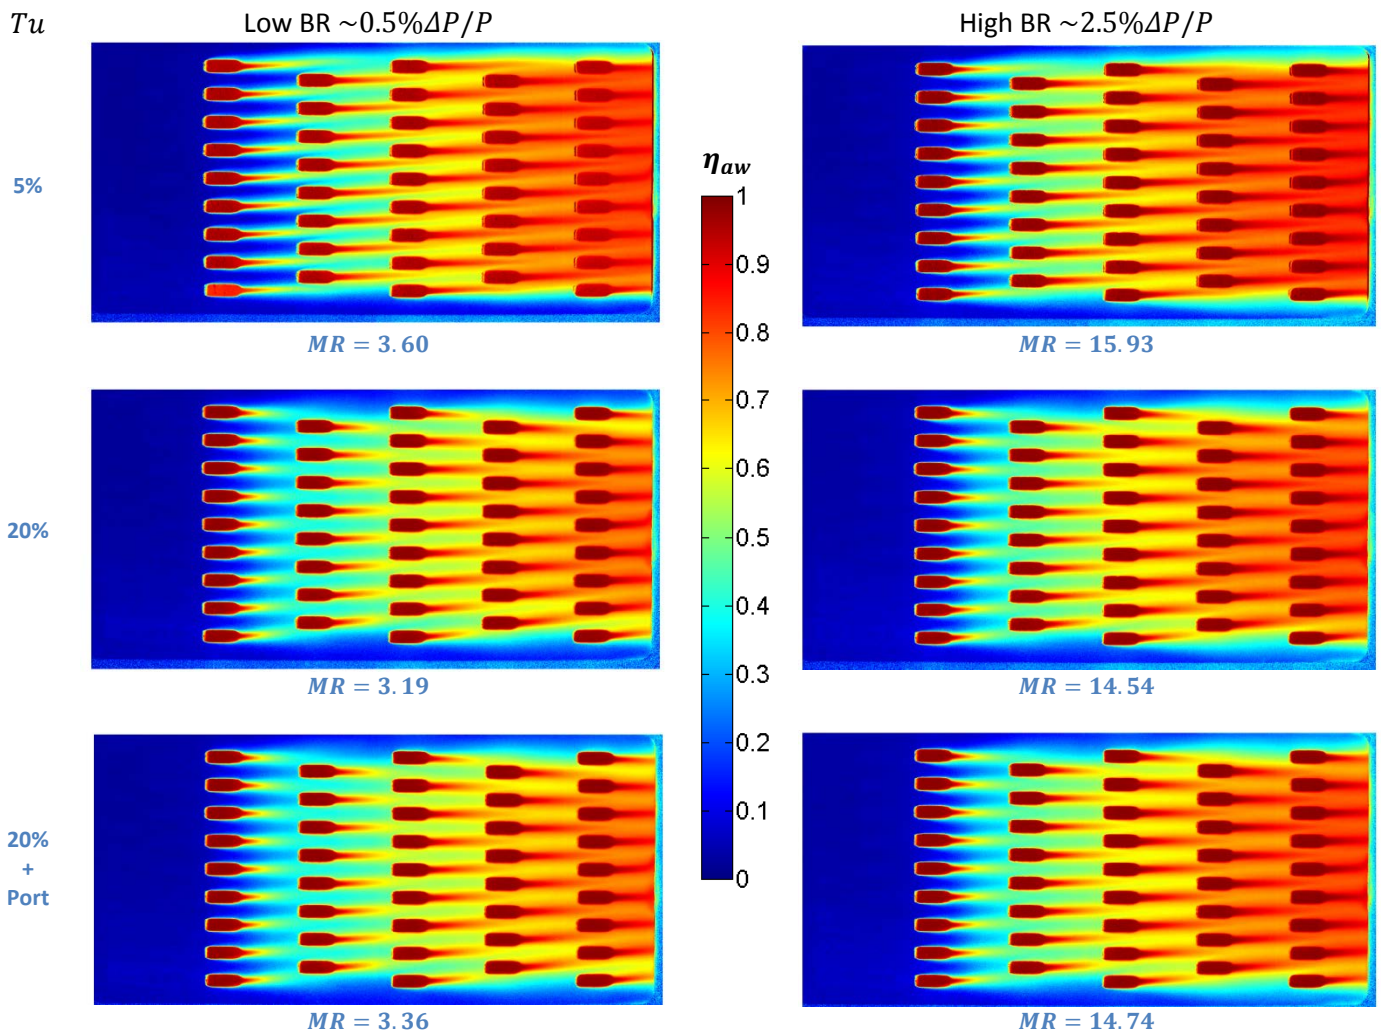 Tu Low BR ~0.5%ΔP/P High BR ~2.5%ΔP/P
η_aw
5%
MR = 3.60 MR = 15.93
20%
MR = 3.19 MR = 14.54
20%
+
Port
MR = 3.36 MR = 14.74
1
0.9
0.8
0.7
0.6
0.5
0.4
0.3
0.2
0.1
0